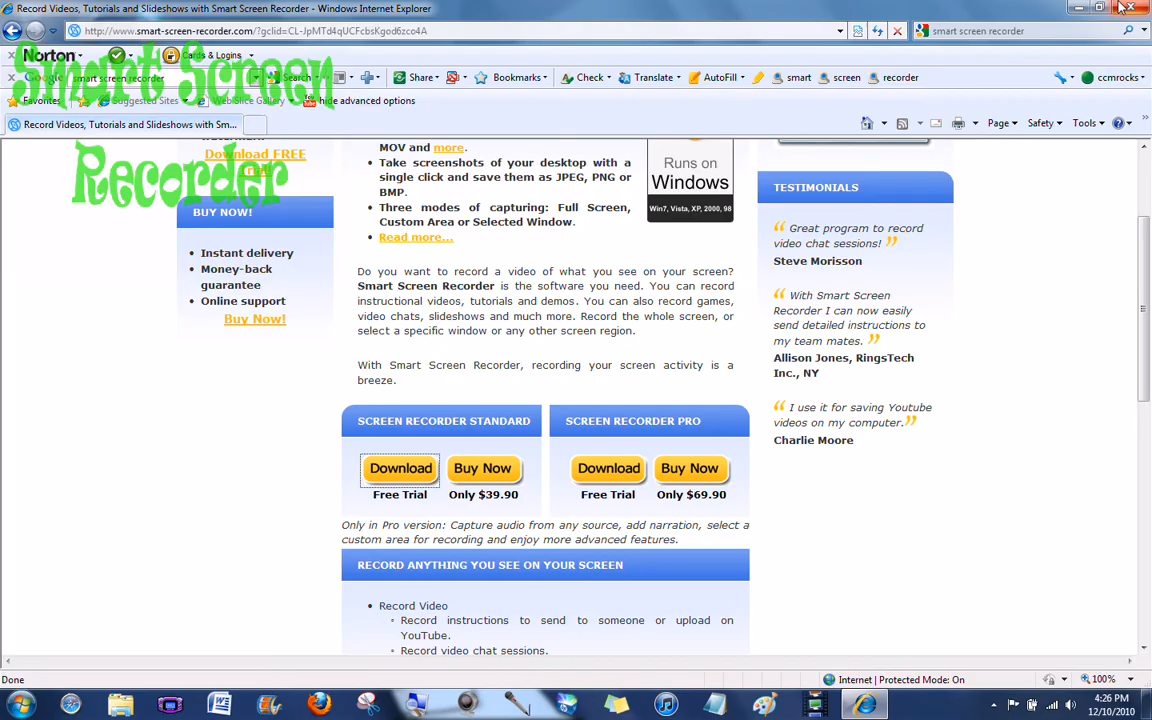 Record Videos, Tutorials and Slideshows with Smart Screen Recorder - Windows Internet Explorer
http://www.smart-screen-recorder.com/?gclid=CL-JpMTd4qUCFcbsKgod6zco4A
smart screen recorder
Norton
Cards & Logins
Google
smart screen recorder
Search
Share
Bookmarks
Check
Translate
AutoFill
smart
screen
recorder
ccmrocks
Favorites
Suggested Sites
Web Slice Gallery
hide advanced options
Smart Screen
Recorder
Record Videos, Tutorials and Slideshows with Sm...
Page
Safety
Tools
Download FREE
Trial!
BUY NOW!
• Instant delivery
• Money-back
guarantee
• Online support
Buy Now!
MOV and more.
• Take screenshots of your desktop with a
single click and save them as JPEG, PNG or
BMP.
• Three modes of capturing: Full Screen,
Custom Area or Selected Window.
• Read more...
Runs on
Windows
Win7, Vista, XP, 2000, 98
Do you want to record a video of what you see on your screen?
Smart Screen Recorder is the software you need. You can record
instructional videos, tutorials and demos. You can also record games,
video chats, slideshows and much more. Record the whole screen, or
select a specific window or any other screen region.
With Smart Screen Recorder, recording your screen activity is a
breeze.
SCREEN RECORDER STANDARD
Download
Buy Now
Free Trial
Only $39.90
SCREEN RECORDER PRO
Download
Buy Now
Free Trial
Only $69.90
Only in Pro version: Capture audio from any source, add narration, select a
custom area for recording and enjoy more advanced features.
RECORD ANYTHING YOU SEE ON YOUR SCREEN
• Record Video
◦ Record instructions to send to someone or upload on
YouTube.
◦ Record video chat sessions.
TESTIMONIALS
“ Great program to record
video chat sessions! ”
Steve Morisson
“ With Smart Screen
Recorder I can now easily
send detailed instructions to
my team mates. ”
Allison Jones, RingsTech
Inc., NY
“ I use it for saving Youtube
videos on my computer. ”
Charlie Moore
Done
Internet | Protected Mode: On
100%
4:26 PM
12/10/2010